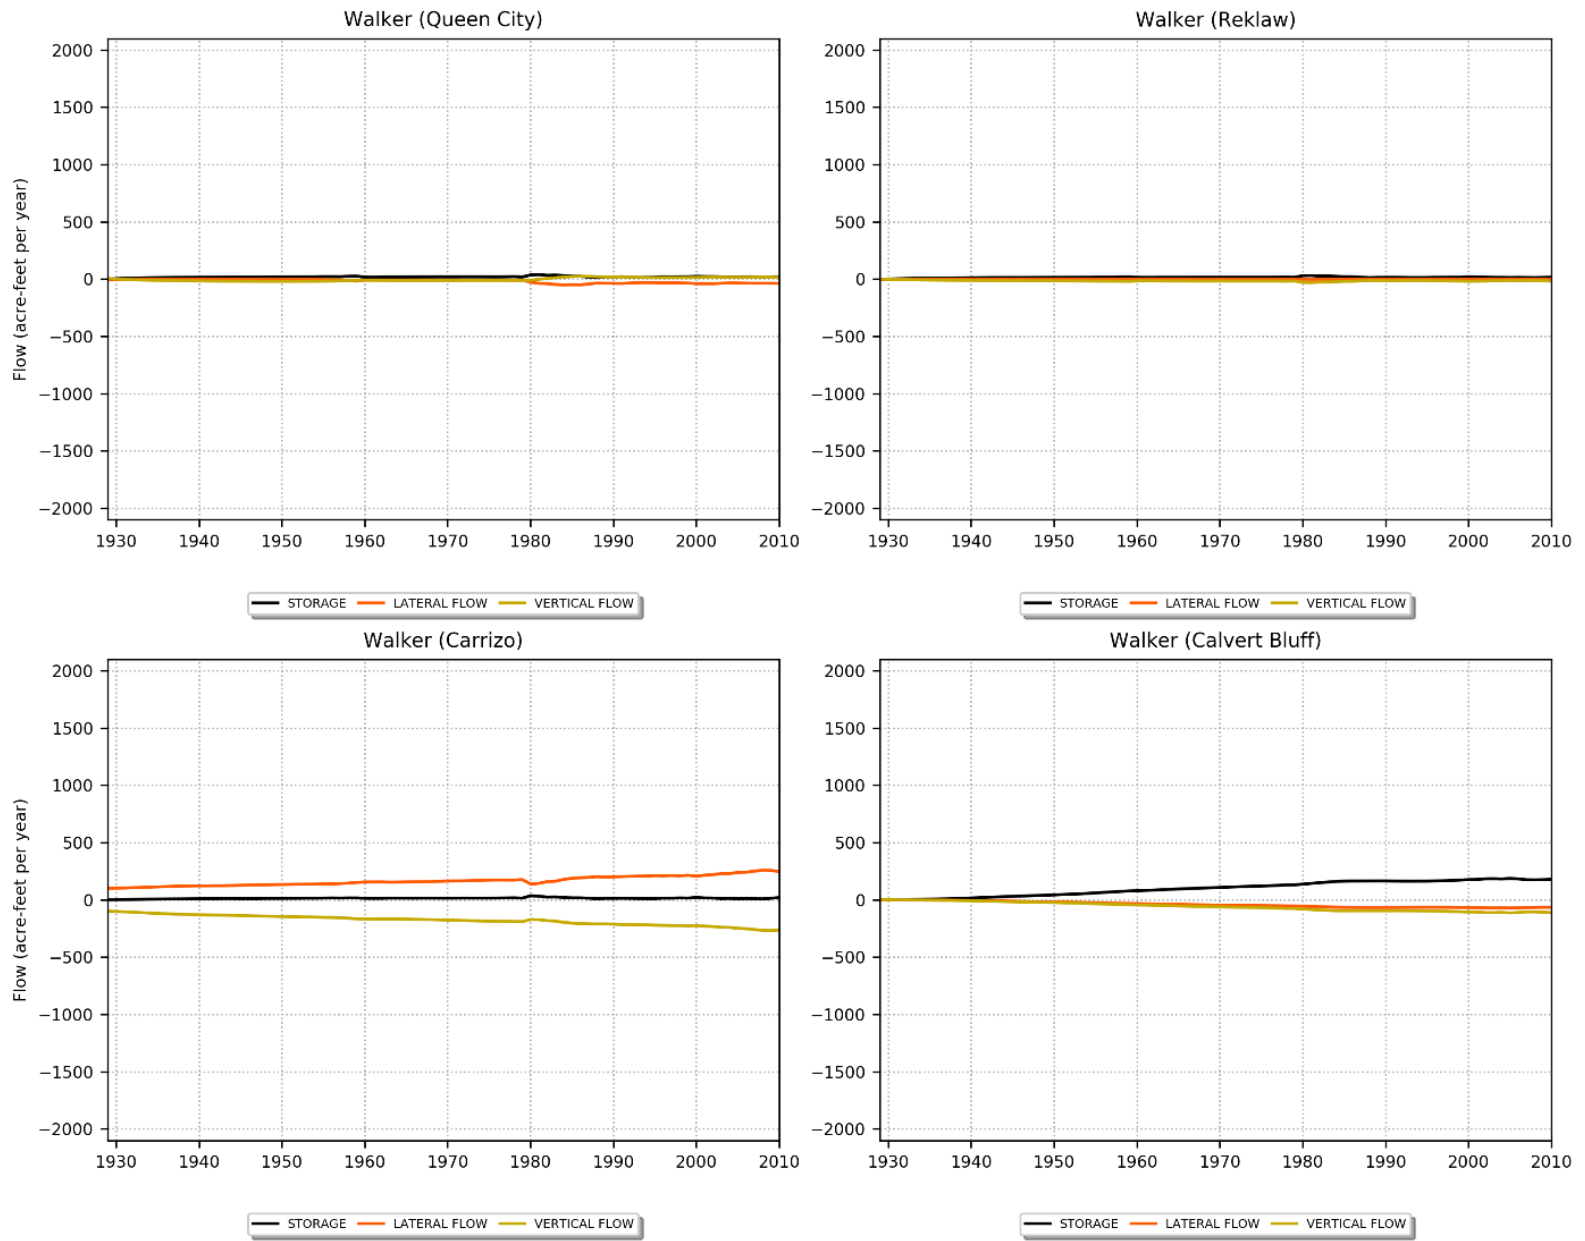 Walker (Queen City)
Flow (acre-feet per year)
2000
1500
1000
500
0
−500
−1000
−1500
−2000
1930 1940 1950 1960 1970 1980 1990 2000 2010
STORAGE LATERAL FLOW VERTICAL FLOW
Walker (Reklaw)
2000
1500
1000
500
0
−500
−1000
−1500
−2000
1930 1940 1950 1960 1970 1980 1990 2000 2010
STORAGE LATERAL FLOW VERTICAL FLOW
Walker (Carrizo)
Flow (acre-feet per year)
2000
1500
1000
500
0
−500
−1000
−1500
−2000
1930 1940 1950 1960 1970 1980 1990 2000 2010
STORAGE LATERAL FLOW VERTICAL FLOW
Walker (Calvert Bluff)
2000
1500
1000
500
0
−500
−1000
−1500
−2000
1930 1940 1950 1960 1970 1980 1990 2000 2010
STORAGE LATERAL FLOW VERTICAL FLOW